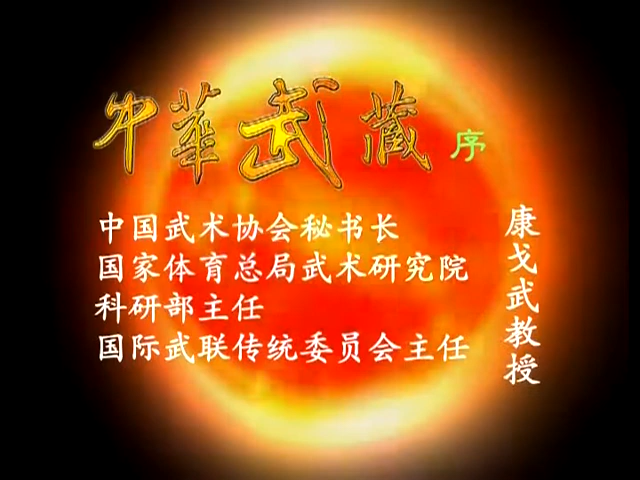 中華武藏 序
中国武术协会秘书长
国家体育总局武术研究院
科研部主任
国际武联传统委员会主任
康戈武教授